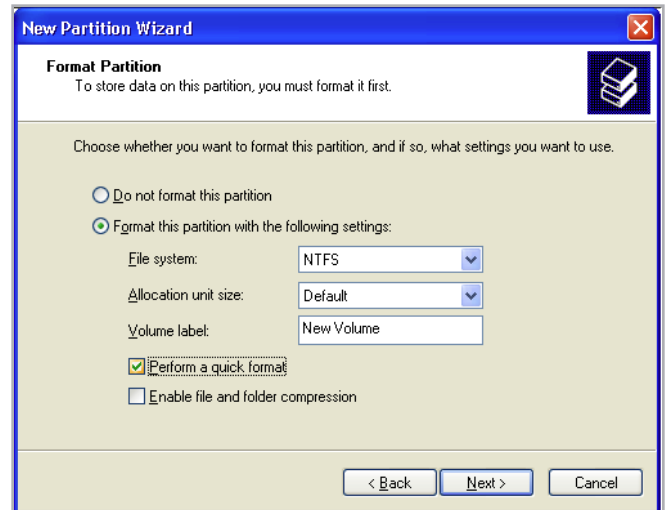 New Partition Wizard
Format Partition
To store data on this partition, you must format it first.
Choose whether you want to format this partition, and if so, what settings you want to use.
Do not format this partition
Format this partition with the following settings:
File system: NTFS
Allocation unit size: Default
Volume label: New Volume
Perform a quick format
Enable file and folder compression
< Back Next > Cancel